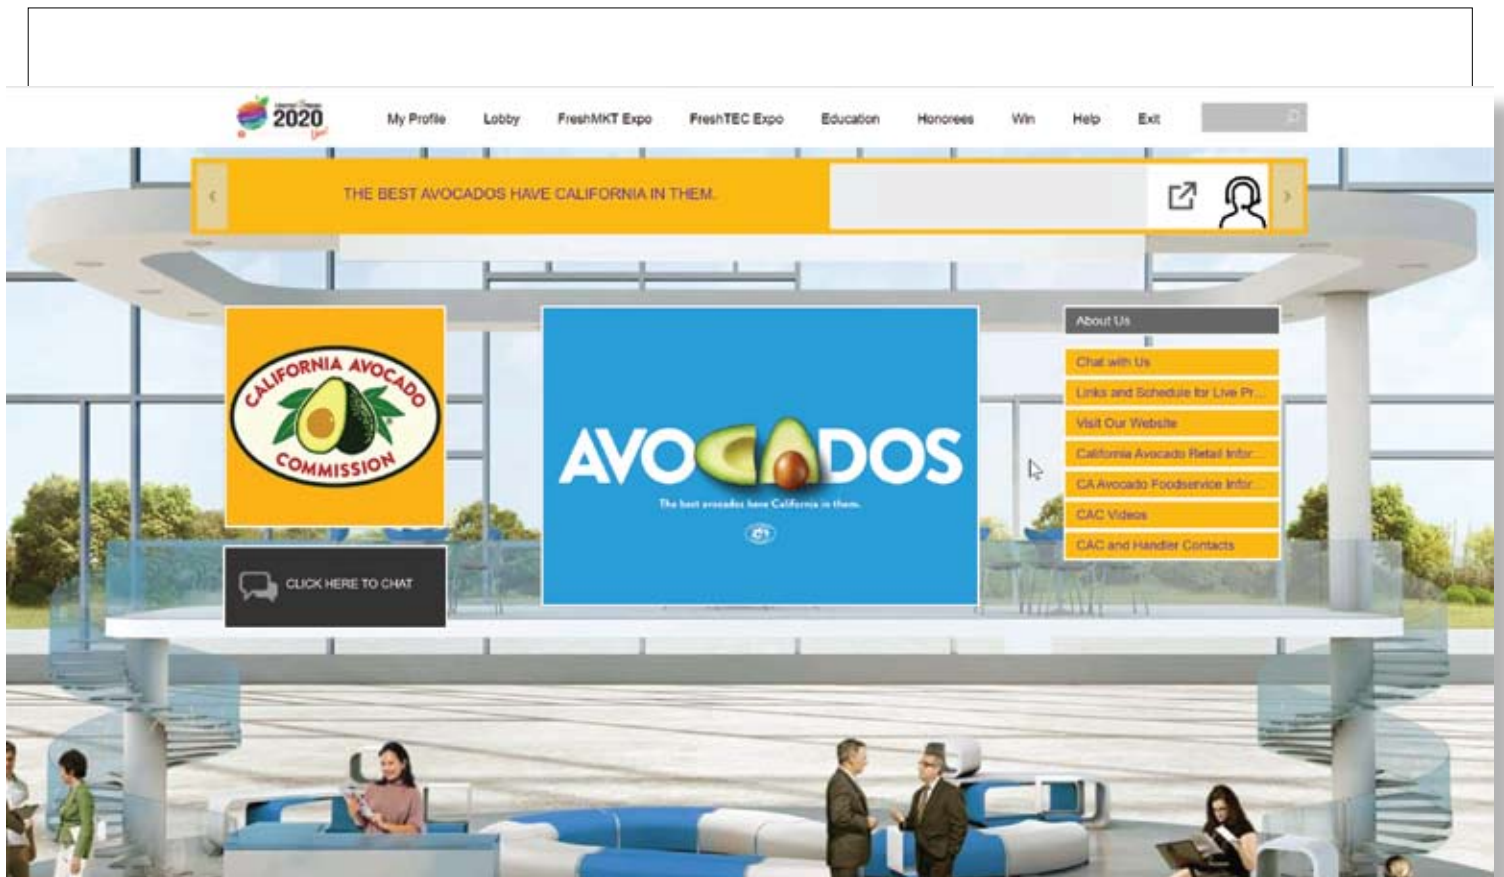 2020
My Profile
Lobby
FreshMKT Expo
FreshTEC Expo
Education
Honorees
Win
Help
Exit
THE BEST AVOCADOS HAVE CALIFORNIA IN THEM.
CALIFORNIA AVOCADO
COMMISSION
CLICK HERE TO CHAT
AVOCADOS
The best avocados have California in them.
About Us
Chat with Us
Links and Schedule for Live Pr...
Visit Our Website
California Avocado Retail Infor...
CA Avocado Foodservice Infor...
CAC Videos
CAC and Handler Contacts